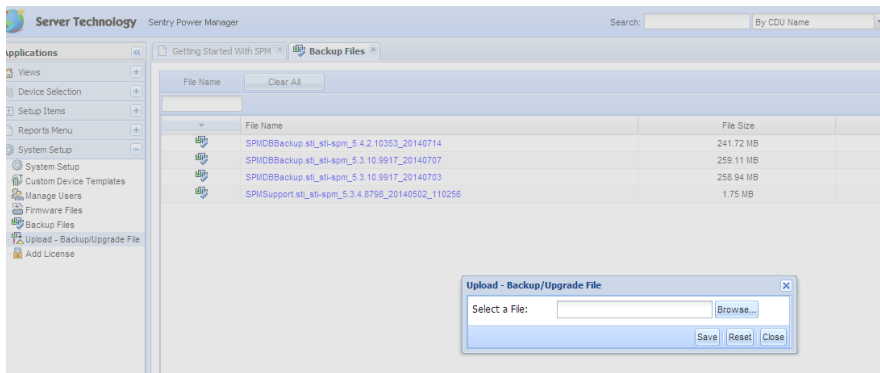 Server Technology Sentry Power Manager Search: By CDU Name
Applications
Getting Started With SPM Backup Files
Views
Device Selection
Setup Items
Reports Menu
System Setup
System Setup
Custom Device Templates
Manage Users
Firmware Files
Backup Files
Upload - Backup/Upgrade File
Add License
File Name Clear All
File Name File Size
SPMDBBackup.sti_sti-spm_5.4.2.10353_20140714 241.72 MB
SPMDBBackup.sti_sti-spm_5.3.10.9917_20140707 259.11 MB
SPMDBBackup.sti_sti-spm_5.3.10.9917_20140703 258.94 MB
SPMSupport.sti_sti-spm_5.3.4.8798_20140502_110256 1.75 MB
Upload - Backup/Upgrade File
Select a File: Browse...
Save Reset Close